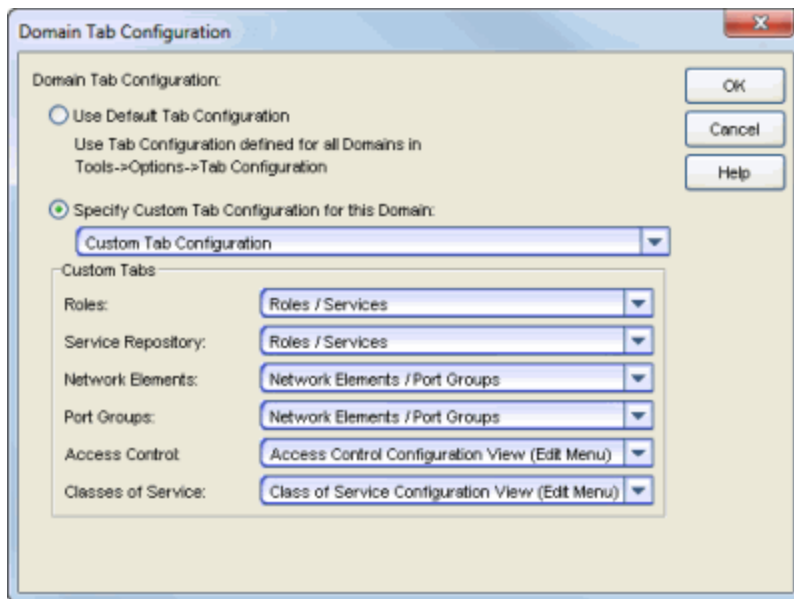 Domain Tab Configuration
Domain Tab Configuration:
Use Default Tab Configuration
Use Tab Configuration defined for all Domains in
Tools->Options->Tab Configuration
Specify Custom Tab Configuration for this Domain:
Custom Tab Configuration
Custom Tabs
Roles: Roles / Services
Service Repository: Roles / Services
Network Elements: Network Elements / Port Groups
Port Groups: Network Elements / Port Groups
Access Control: Access Control Configuration View (Edit Menu)
Classes of Service: Class of Service Configuration View (Edit Menu)
OK
Cancel
Help